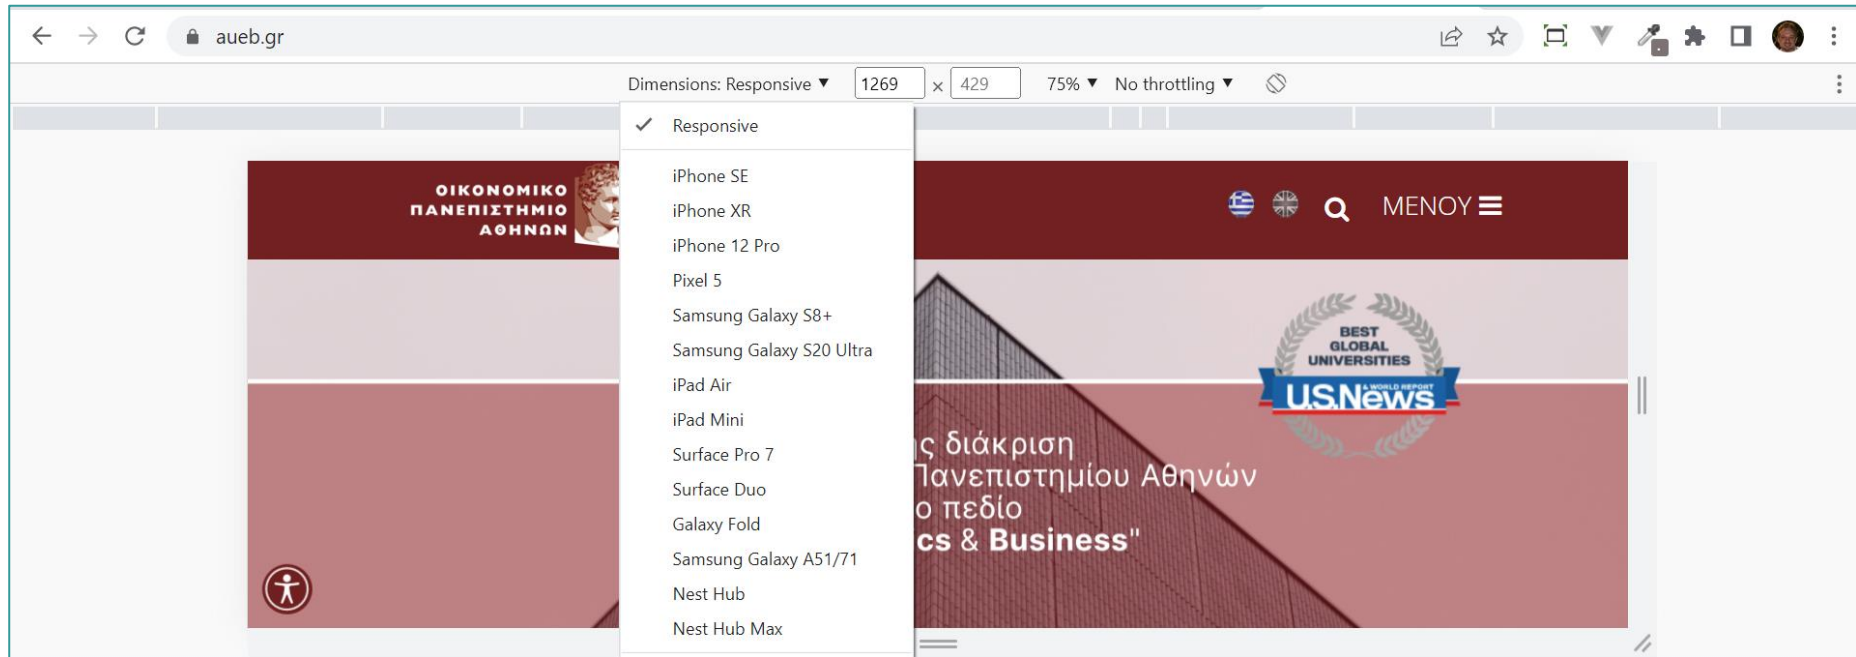 aueb.gr
Dimensions: Responsive ▼ 1269 × 429 75% ▼ No throttling ▼
✓ Responsive
iPhone SE
iPhone XR
iPhone 12 Pro
Pixel 5
Samsung Galaxy S8+
Samsung Galaxy S20 Ultra
iPad Air
iPad Mini
Surface Pro 7
Surface Duo
Galaxy Fold
Samsung Galaxy A51/71
Nest Hub
Nest Hub Max
ΟΙΚΟΝΟΜΙΚΟ
ΠΑΝΕΠΙΣΤΗΜΙΟ
ΑΘΗΝΩΝ
ΜΕΝΟΥ
BEST
GLOBAL
UNIVERSITIES
U.S.News
& WORLD REPORT
ς διάκριση
Πανεπιστημίου Αθηνών
ο πεδίο
cs & Business"